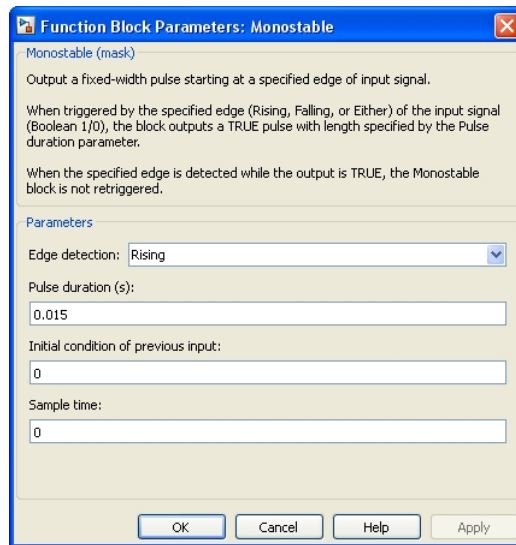 Function Block Parameters: Monostable
Monostable (mask)
Output a fixed-width pulse starting at a specified edge of input signal.
When triggered by the specified edge (Rising, Falling, or Either) of the input signal
(Boolean 1/0), the block outputs a TRUE pulse with length specified by the Pulse
duration parameter.
When the specified edge is detected while the output is TRUE, the Monostable
block is not retriggered.
Parameters
Edge detection: Rising
Pulse duration (s):
0.015
Initial condition of previous input:
0
Sample time:
0
OK Cancel Help Apply